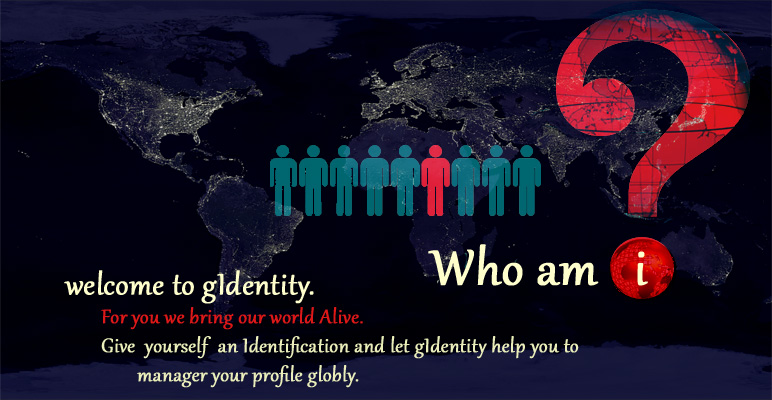 Who am i
welcome to gIdentity.
For you we bring our world Alive.
Give yourself an Identification and let gIdentity help you to
manager your profile globly.